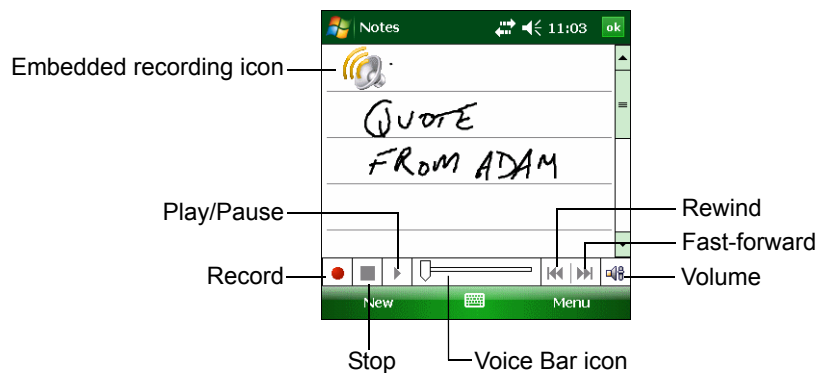 Notes 11:03 ok
Embedded recording icon
QUOTE
FROM ADAM
Play/Pause
Rewind
Fast-forward
Record
Volume
New Menu
Stop
Voice Bar icon